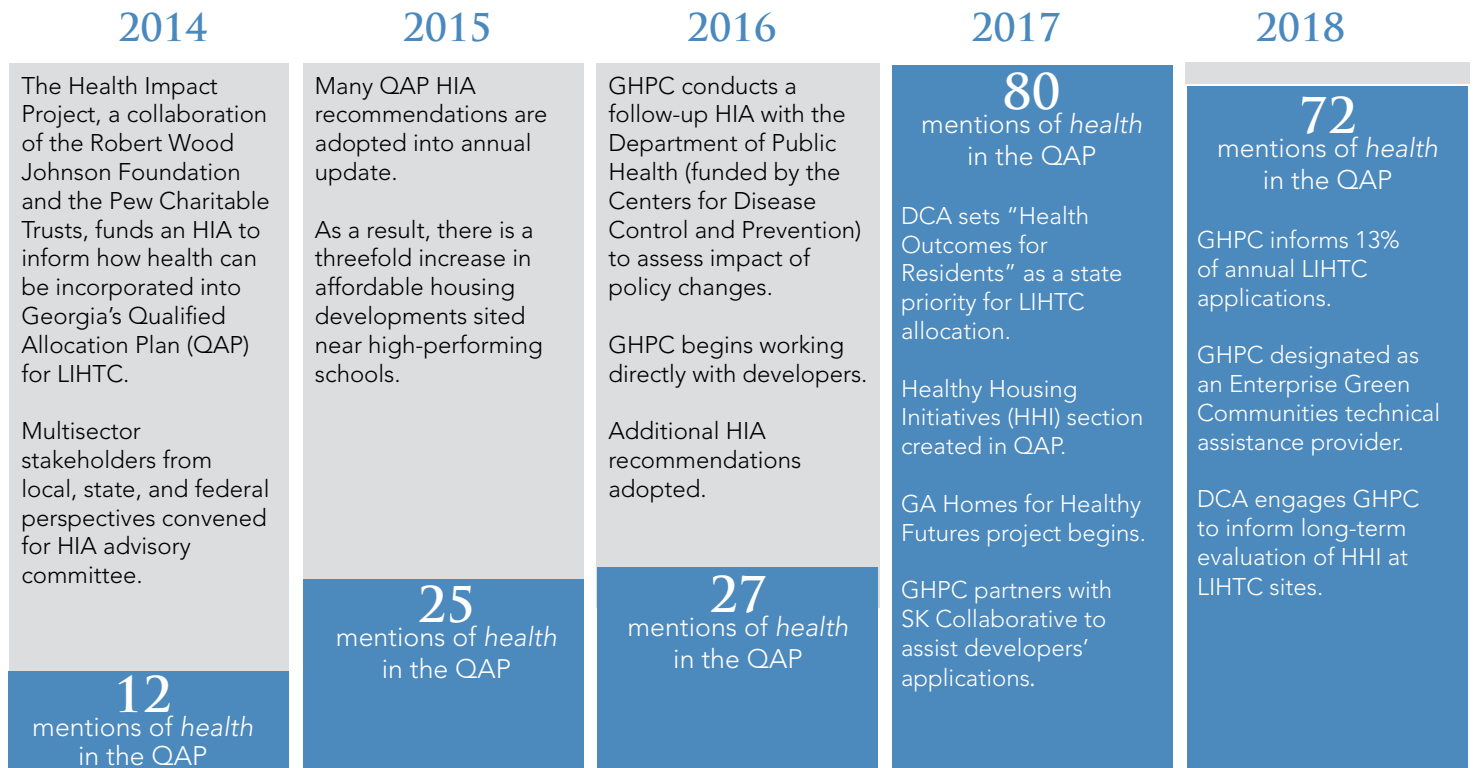 2014
The Health Impact
Project, a collaboration
of the Robert Wood
Johnson Foundation
and the Pew Charitable
Trusts, funds an HIA to
inform how health can
be incorporated into
Georgia’s Qualified
Allocation Plan (QAP)
for LIHTC.
Multisector
stakeholders from
local, state, and federal
perspectives convened
for HIA advisory
committee.
12
mentions of health
in the QAP
2015
Many QAP HIA
recommendations are
adopted into annual
update.
As a result, there is a
threefold increase in
affordable housing
developments sited
near high-performing
schools.
25
mentions of health
in the QAP
2016
GHPC conducts a
follow-up HIA with the
Department of Public
Health (funded by the
Centers for Disease
Control and Prevention)
to assess impact of
policy changes.
GHPC begins working
directly with developers.
Additional HIA
recommendations
adopted.
27
mentions of health
in the QAP
2017
80
mentions of health
in the QAP
DCA sets “Health
Outcomes for
Residents” as a state
priority for LIHTC
allocation.
Healthy Housing
Initiatives (HHI) section
created in QAP.
GA Homes for Healthy
Futures project begins.
GHPC partners with
SK Collaborative to
assist developers’
applications.
2018
72
mentions of health
in the QAP
GHPC informs 13%
of annual LIHTC
applications.
GHPC designated as
an Enterprise Green
Communities technical
assistance provider.
DCA engages GHPC
to inform long-term
evaluation of HHI at
LIHTC sites.